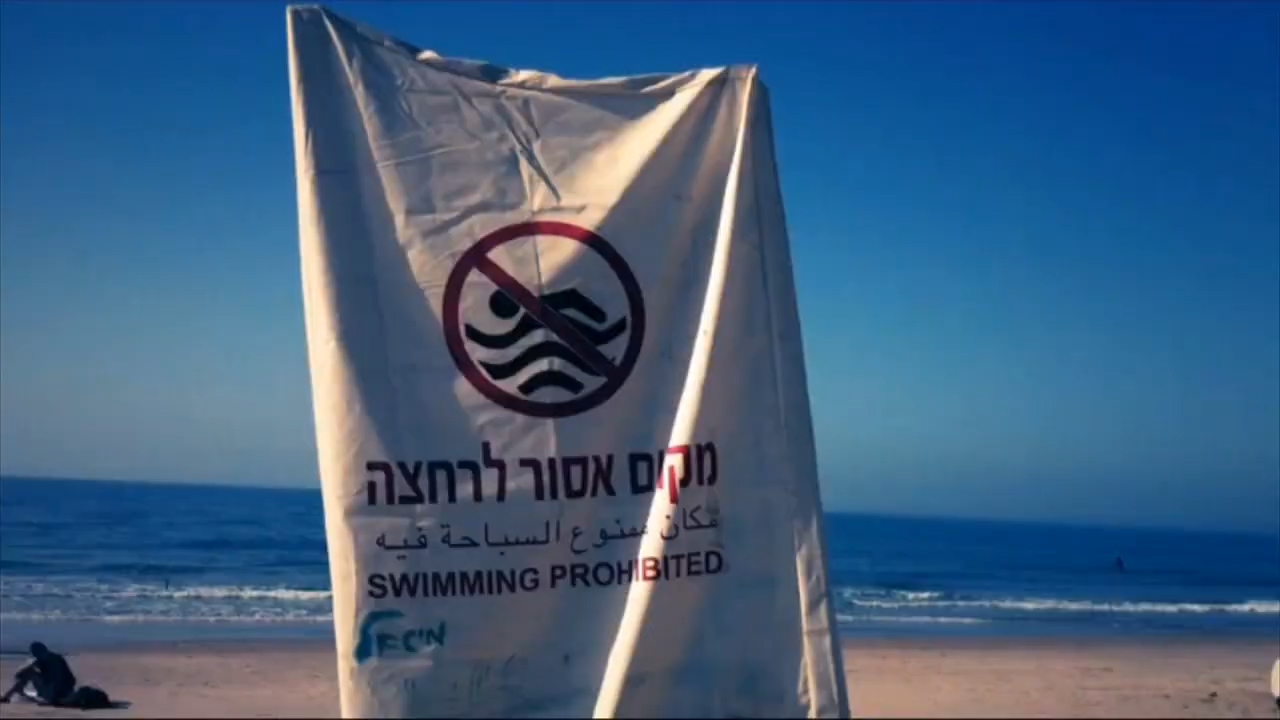 מקום אסור לרחצה
مكان ممنوع السباحة فيه
SWIMMING PROHIBITED